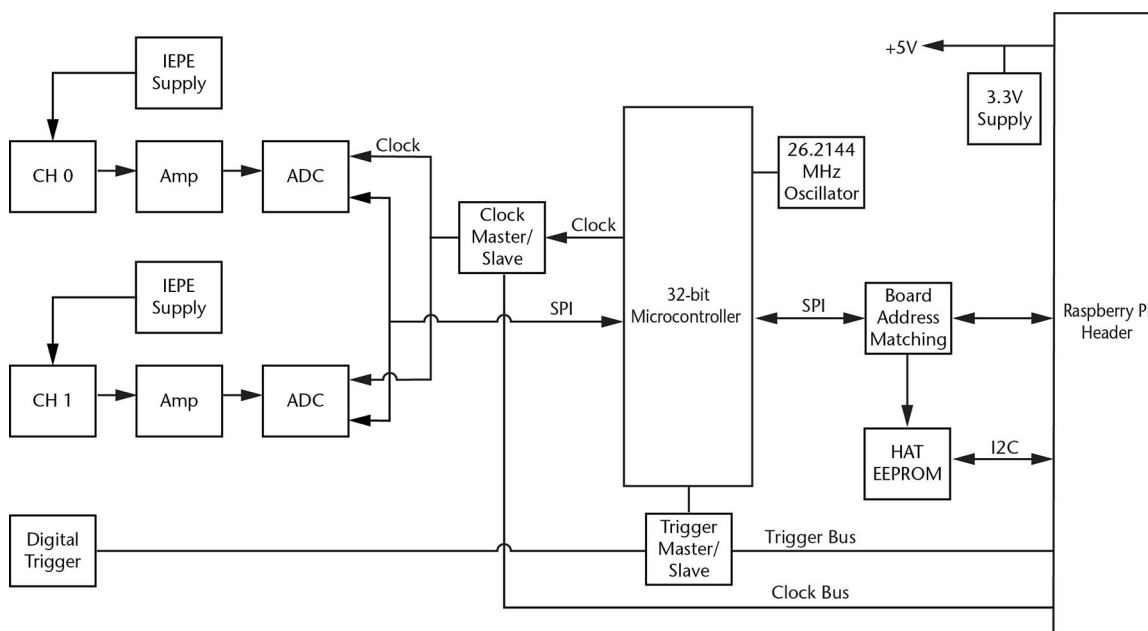 IEPE
Supply
+5V
3.3V
Supply
CH 0
Amp
ADC
Clock
26.2144
MHz
Oscillator
Clock
Master/
Slave
Clock
IEPE
Supply
SPI
32-bit
Microcontroller
SPI
Board
Address
Matching
Raspberry P
Header
CH 1
Amp
ADC
HAT
EEPROM
I2C
Digital
Trigger
Trigger
Master/
Slave
Trigger Bus
Clock Bus